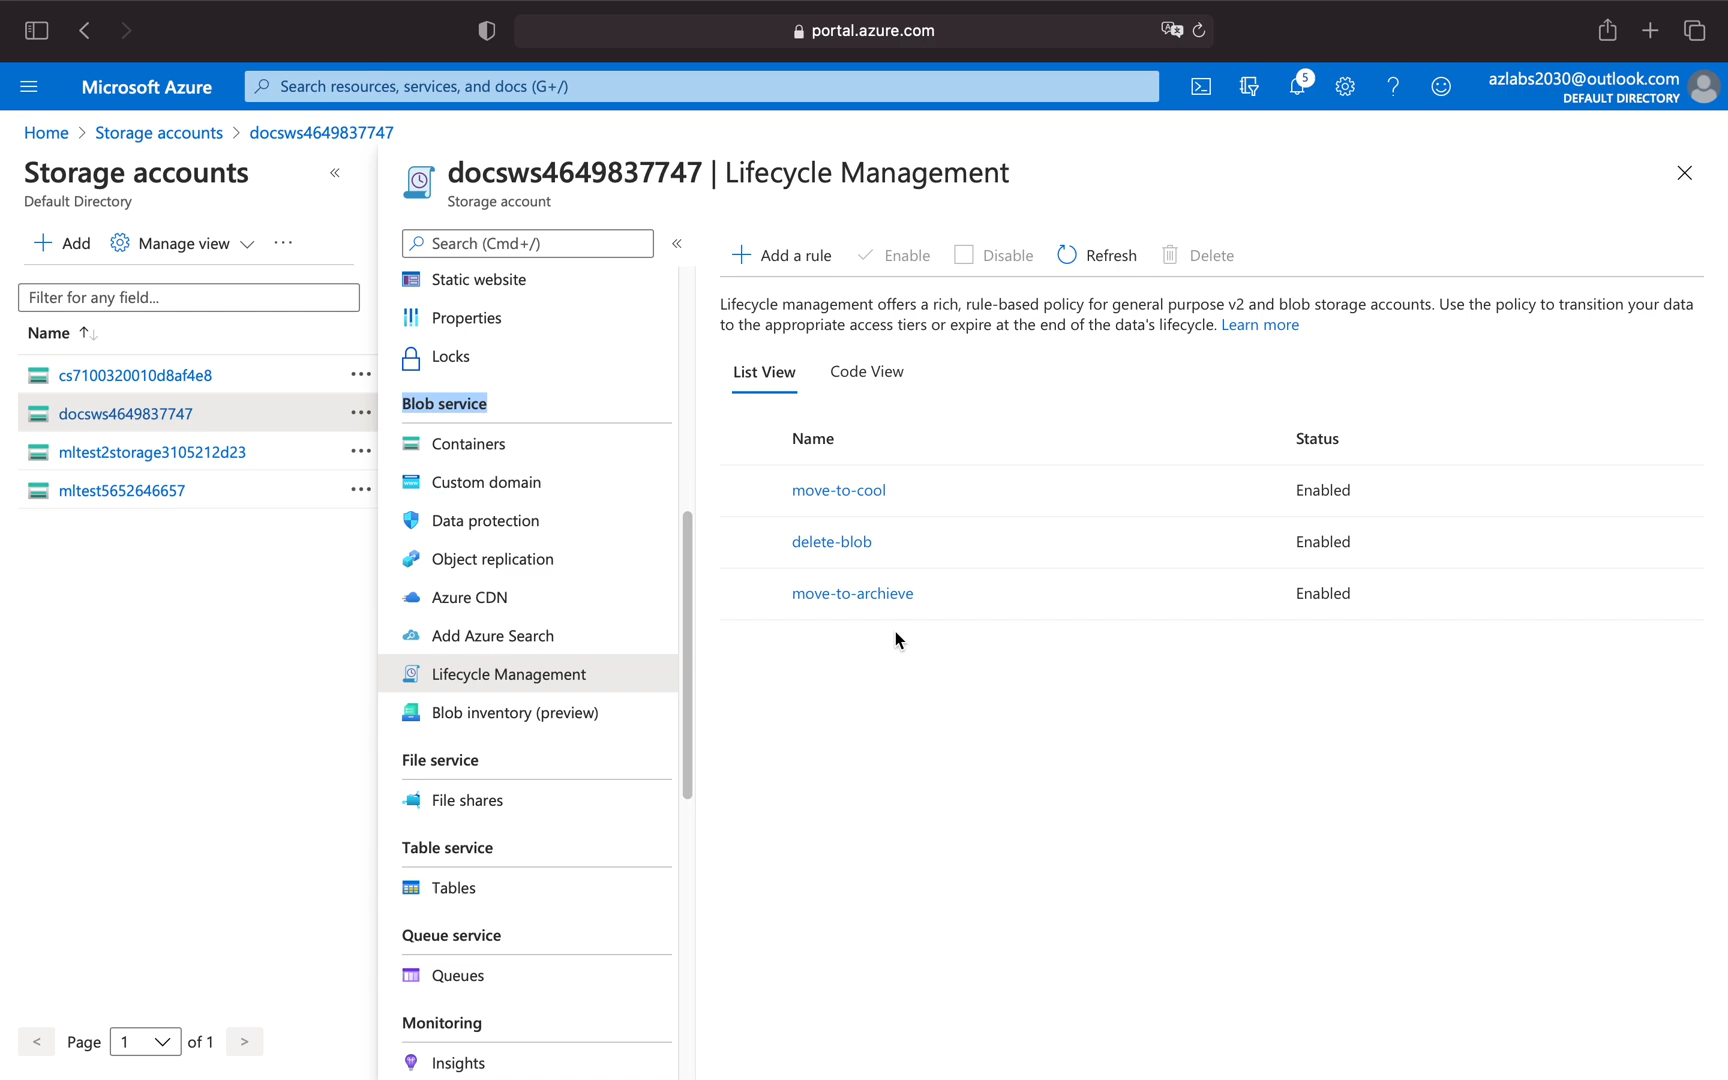 portal.azure.com
Microsoft Azure
Search resources, services, and docs (G+/)
5
azlabs2030@outlook.com
DEFAULT DIRECTORY
Home > Storage accounts > docsws4649837747
Storage accounts
Default Directory
Add
Manage view
Filter for any field...
Name
cs7100320010d8af4e8
docsws4649837747
mltest2storage3105212d23
mltest5652646657
< Page 1 of 1 >
docsws4649837747 | Lifecycle Management
Storage account
Search (Cmd+/)
Static website
Properties
Locks
Blob service
Containers
Custom domain
Data protection
Object replication
Azure CDN
Add Azure Search
Lifecycle Management
Blob inventory (preview)
File service
File shares
Table service
Tables
Queue service
Queues
Monitoring
Insights
Add a rule
Enable
Disable
Refresh
Delete
Lifecycle management offers a rich, rule-based policy for general purpose v2 and blob storage accounts. Use the policy to transition your data
to the appropriate access tiers or expire at the end of the data's lifecycle. Learn more
List View
Code View
Name Status
move-to-cool Enabled
delete-blob Enabled
move-to-archieve Enabled